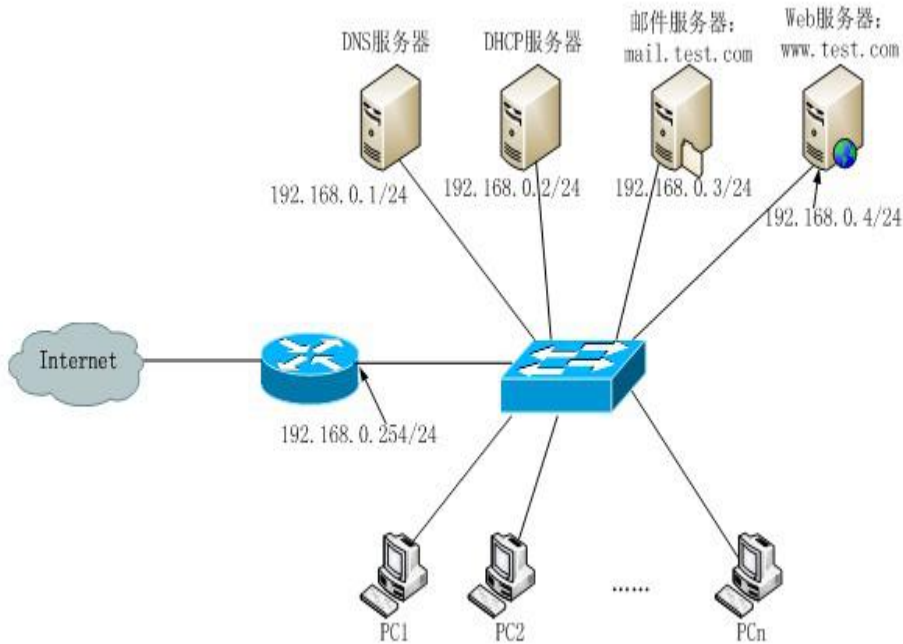 DNS服务器
DHCP服务器
邮件服务器;
mail.test.com
Web服务器;
www.test.com
192.168.0.1/24
192.168.0.2/24
192.168.0.3/24
192.168.0.4/24
Internet
192.168.0.254/24
PC1
PC2
……
PCn